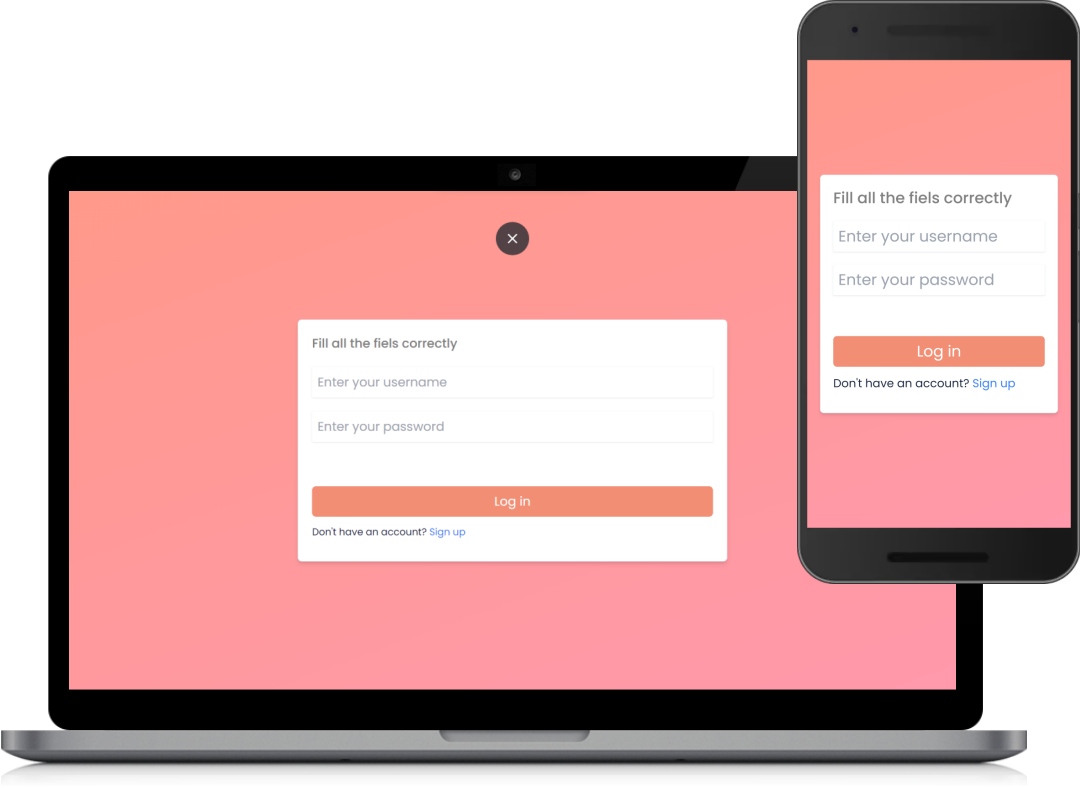 Fill all the fiels correctly
Enter your username
Enter your password
Log in
Don't have an account? Sign up
Fill all the fiels correctly
Enter your username
Enter your password
Log in
Don't have an account? Sign up